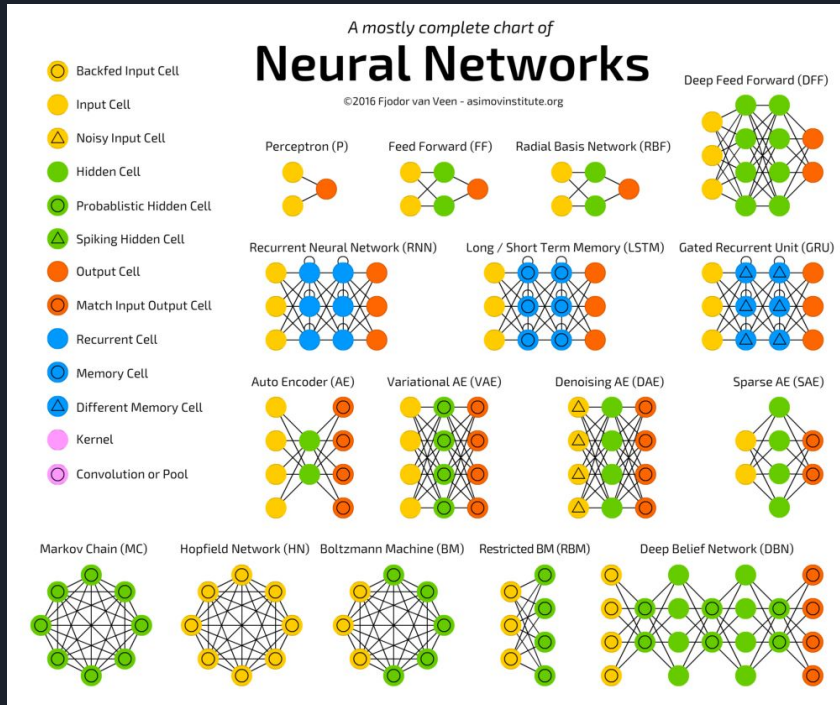 A mostly complete chart of
Neural Networks
©2016 Fjodor van Veen - asimovinstitute.org
Backfed Input Cell
Input Cell
Noisy Input Cell
Hidden Cell
Probablistic Hidden Cell
Spiking Hidden Cell
Output Cell
Match Input Output Cell
Recurrent Cell
Memory Cell
Different Memory Cell
Kernel
Convolution or Pool
Deep Feed Forward (DFF)
Perceptron (P)
Feed Forward (FF)
Radial Basis Network (RBF)
Recurrent Neural Network (RNN)
Long / Short Term Memory (LSTM)
Gated Recurrent Unit (GRU)
Auto Encoder (AE)
Variational AE (VAE)
Denoising AE (DAE)
Sparse AE (SAE)
Markov Chain (MC)
Hopfield Network (HN)
Boltzmann Machine (BM)
Restricted BM (RBM)
Deep Belief Network (DBN)